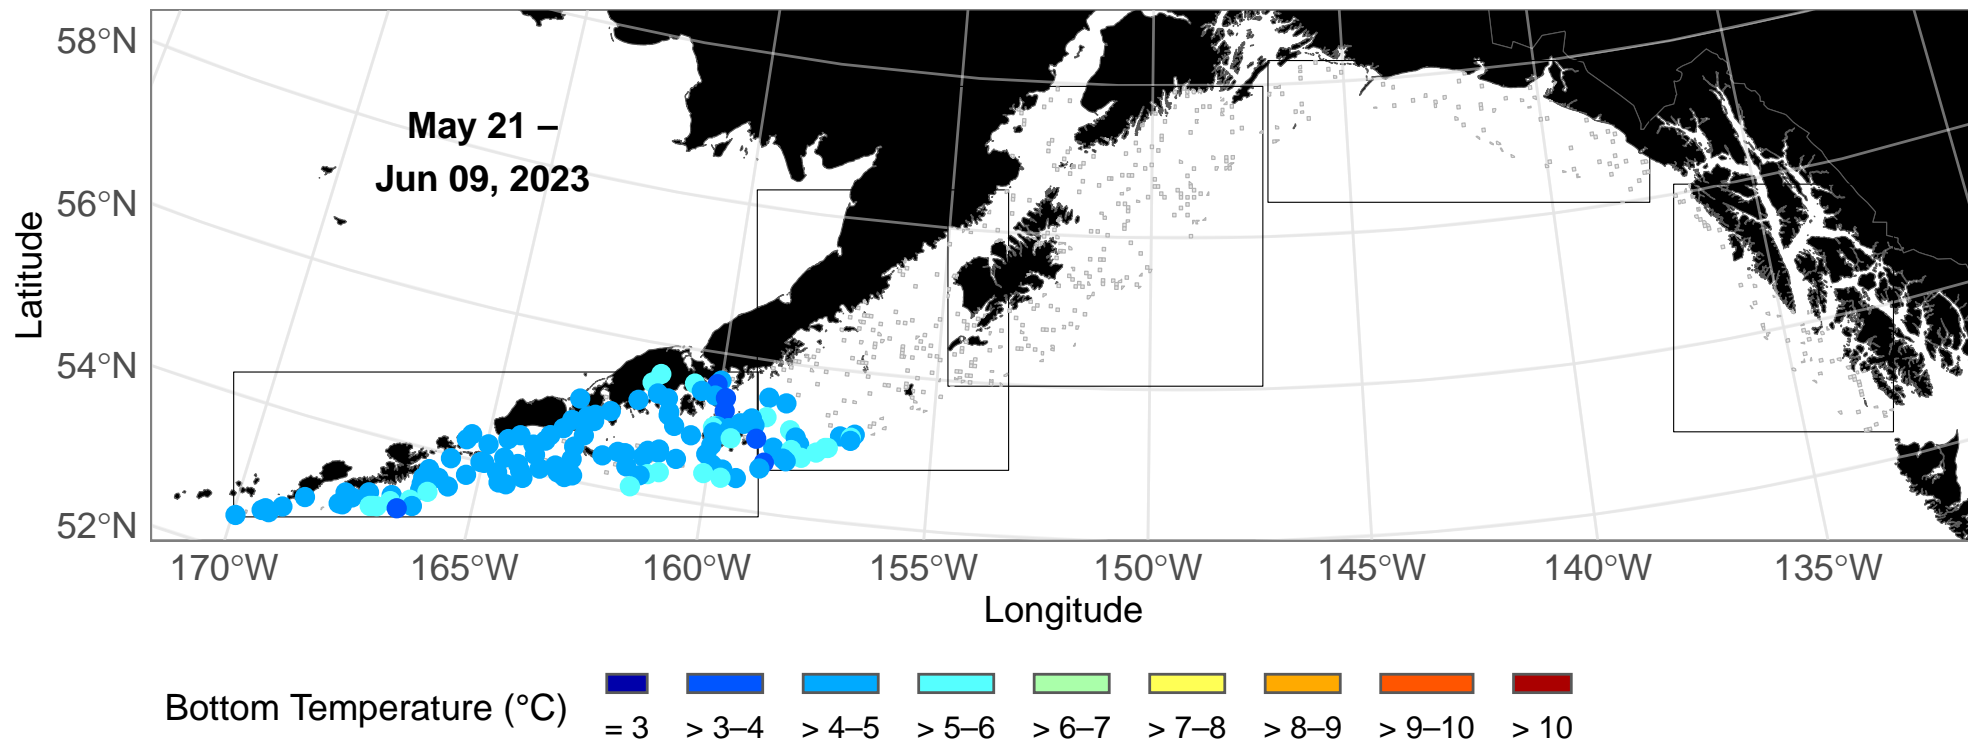 58°N
56°N
54°N
52°N
Latitude
May 21 –
Jun 09, 2023
170°W 165°W 160°W 155°W 150°W 145°W 140°W 135°W
Longitude
Bottom Temperature (°C)
= 3 > 3–4 > 4–5 > 5–6 > 6–7 > 7–8 > 8–9 > 9–10 > 10